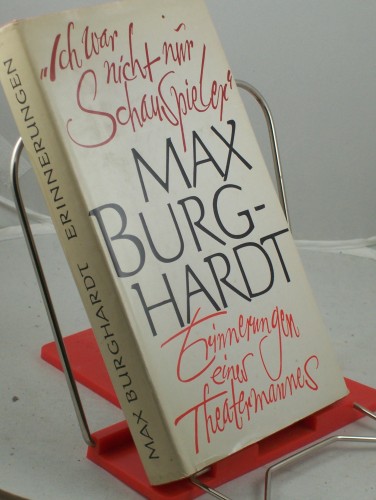 MAX BURGHARDT ERINNERUNGEN
„Ich war
nicht nur
Schauspieler“
MAX
BURG-
HARDT
Erinnerungen
eines
Theatermannes